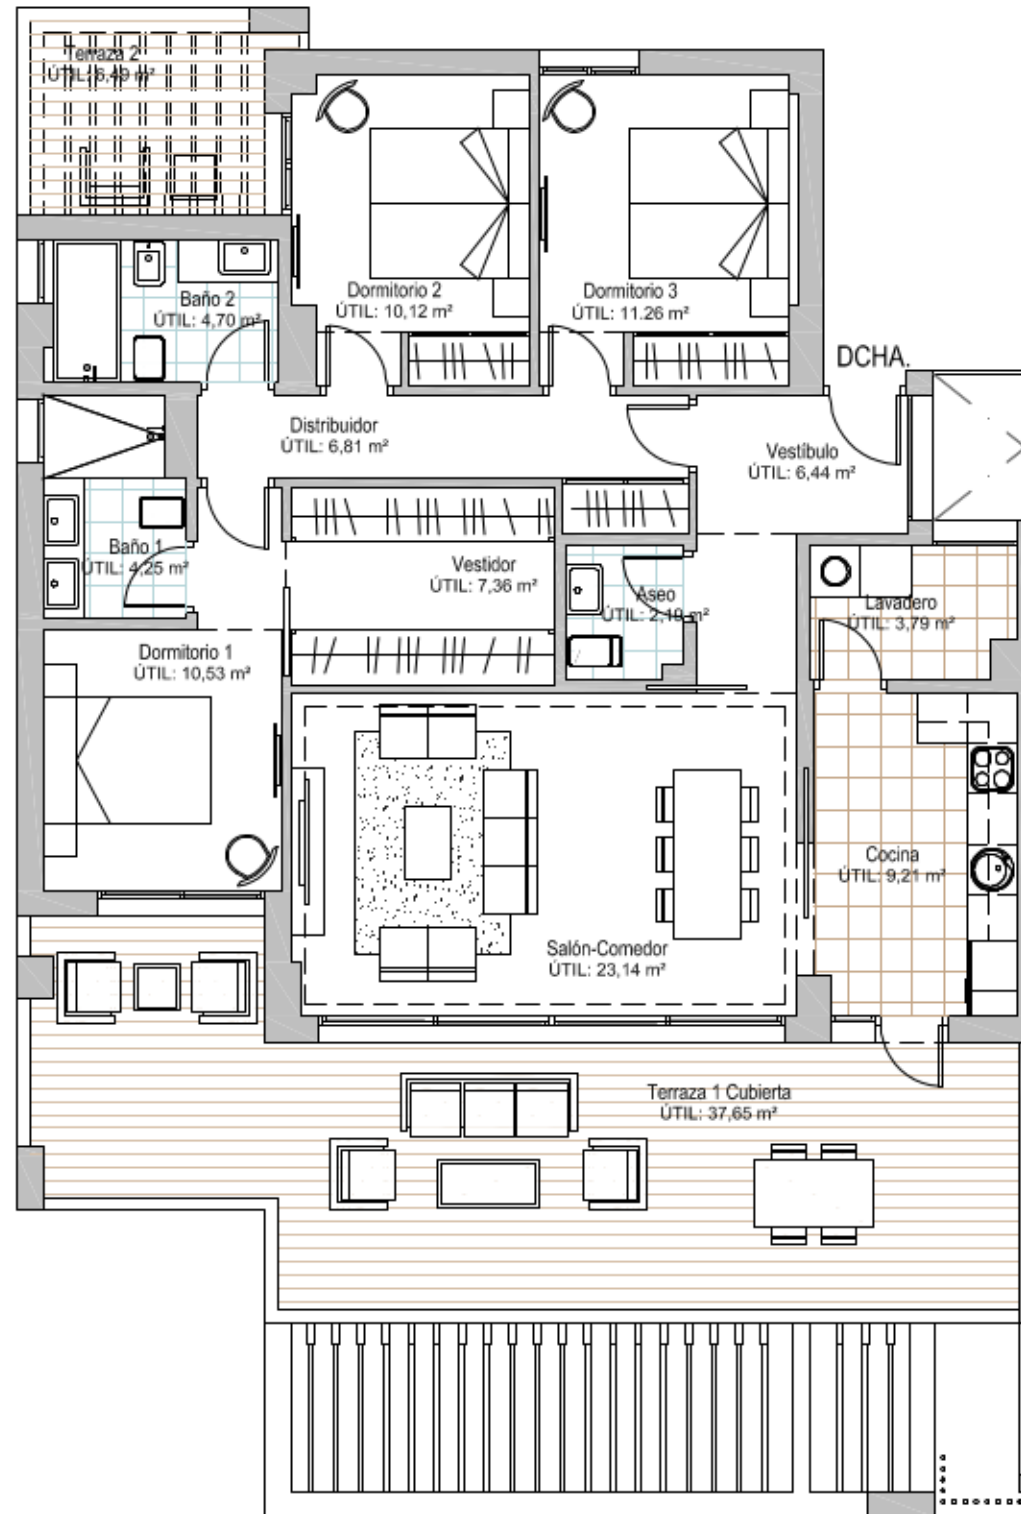 Terraza 2
ÚTIL: 6,49 m²
Dormitorio 2
ÚTIL: 10,12 m²
Dormitorio 3
ÚTIL: 11.26 m²
Baño 2
ÚTIL: 4,70 m²
DCHA.
Distribuidor
ÚTIL: 6,81 m²
Vestíbulo
ÚTIL: 6,44 m²
Baño 1
ÚTIL: 4,25 m²
Vestidor
ÚTIL: 7,36 m²
Aseo
ÚTIL: 2,19 m²
Lavadero
ÚTIL: 3,79 m²
Dormitorio 1
ÚTIL: 10,53 m²
Cocina
ÚTIL: 9,21 m²
Salón-Comedor
ÚTIL: 23,14 m²
Terraza 1 Cubierta
ÚTIL: 37,65 m²